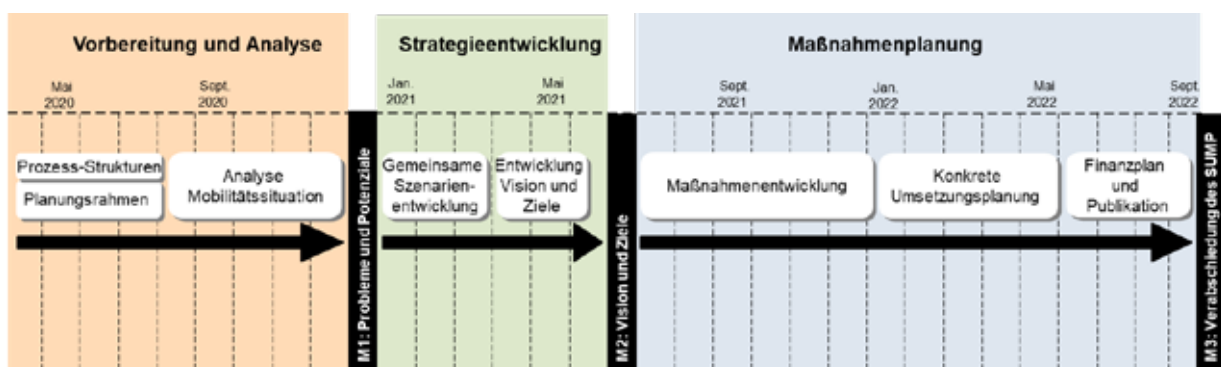 Vorbereitung und Analyse
Strategieentwicklung
Maßnahmenplanung
Mai
2020
Sept.
2020
Jan.
2021
Mai
2021
Sept.
2021
Jan.
2022
Mai
2022
Sept.
2022
Prozess-Strukturen
Planungsrahmen
Analyse
Mobilitätssituation
M1: Probleme und Potenziale
Gemeinsame
Szenarien-
entwicklung
Entwicklung
Vision und
Ziele
M2: Vision und Ziele
Maßnahmenentwicklung
Konkrete
Umsetzungsplanung
Finanzplan
und
Publikation
M3: Verabschiedung des SUMP